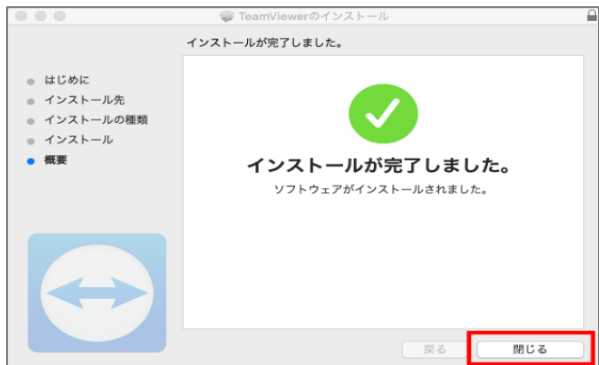 TeamViewerのインストール
インストールが完了しました。
はじめに
インストール先
インストールの種類
インストール
概要
インストールが完了しました。
ソフトウェアがインストールされました。
戻る
閉じる